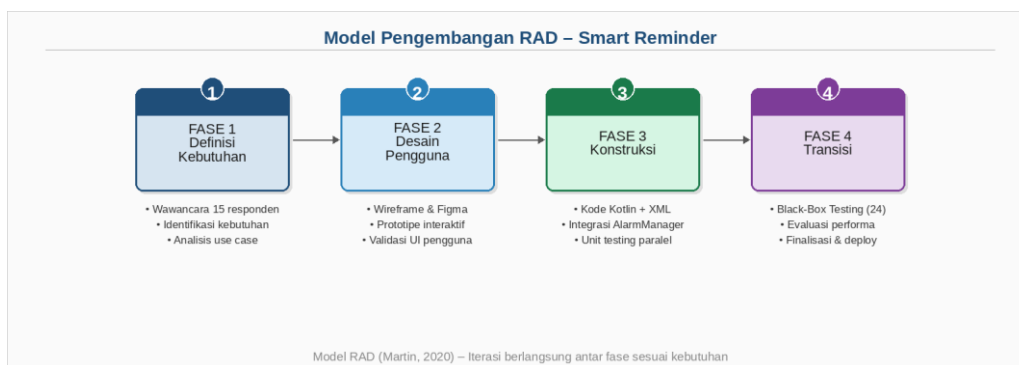 Model Pengembangan RAD – Smart Reminder
1
2
3
4
FASE 1
Definisi
Kebutuhan
FASE 2
Desain
Pengguna
FASE 3
Konstruksi
FASE 4
Transisi
• Wawancara 15 responden
• Identifikasi kebutuhan
• Analisis use case
• Wireframe & Figma
• Prototipe interaktif
• Validasi UI pengguna
• Kode Kotlin + XML
• Integrasi AlarmManager
• Unit testing paralel
• Black-Box Testing (24)
• Evaluasi performa
• Finalisasi & deploy
Model RAD (Martin, 2020) – Iterasi berlangsung antar fase sesuai kebutuhan